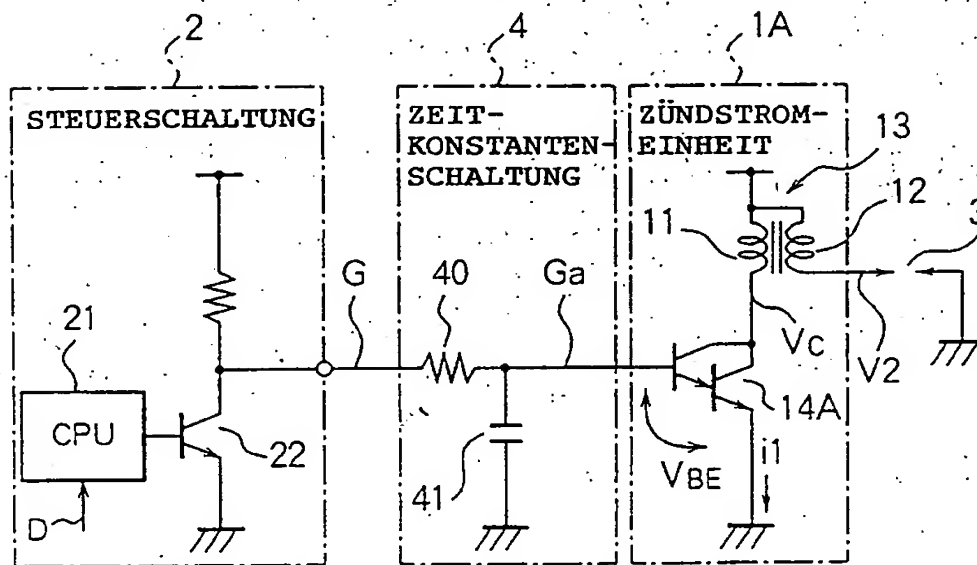 2
4
1A
STEUERSCHALTUNG
ZEIT-
KONSTANTEN-
SCHALTUNG
ZÜNDSTROM-
EINHEIT
13
12
11
3
G
40
Ga
21
VC
V2
CPU
22
41
14A
VBE
i1
D